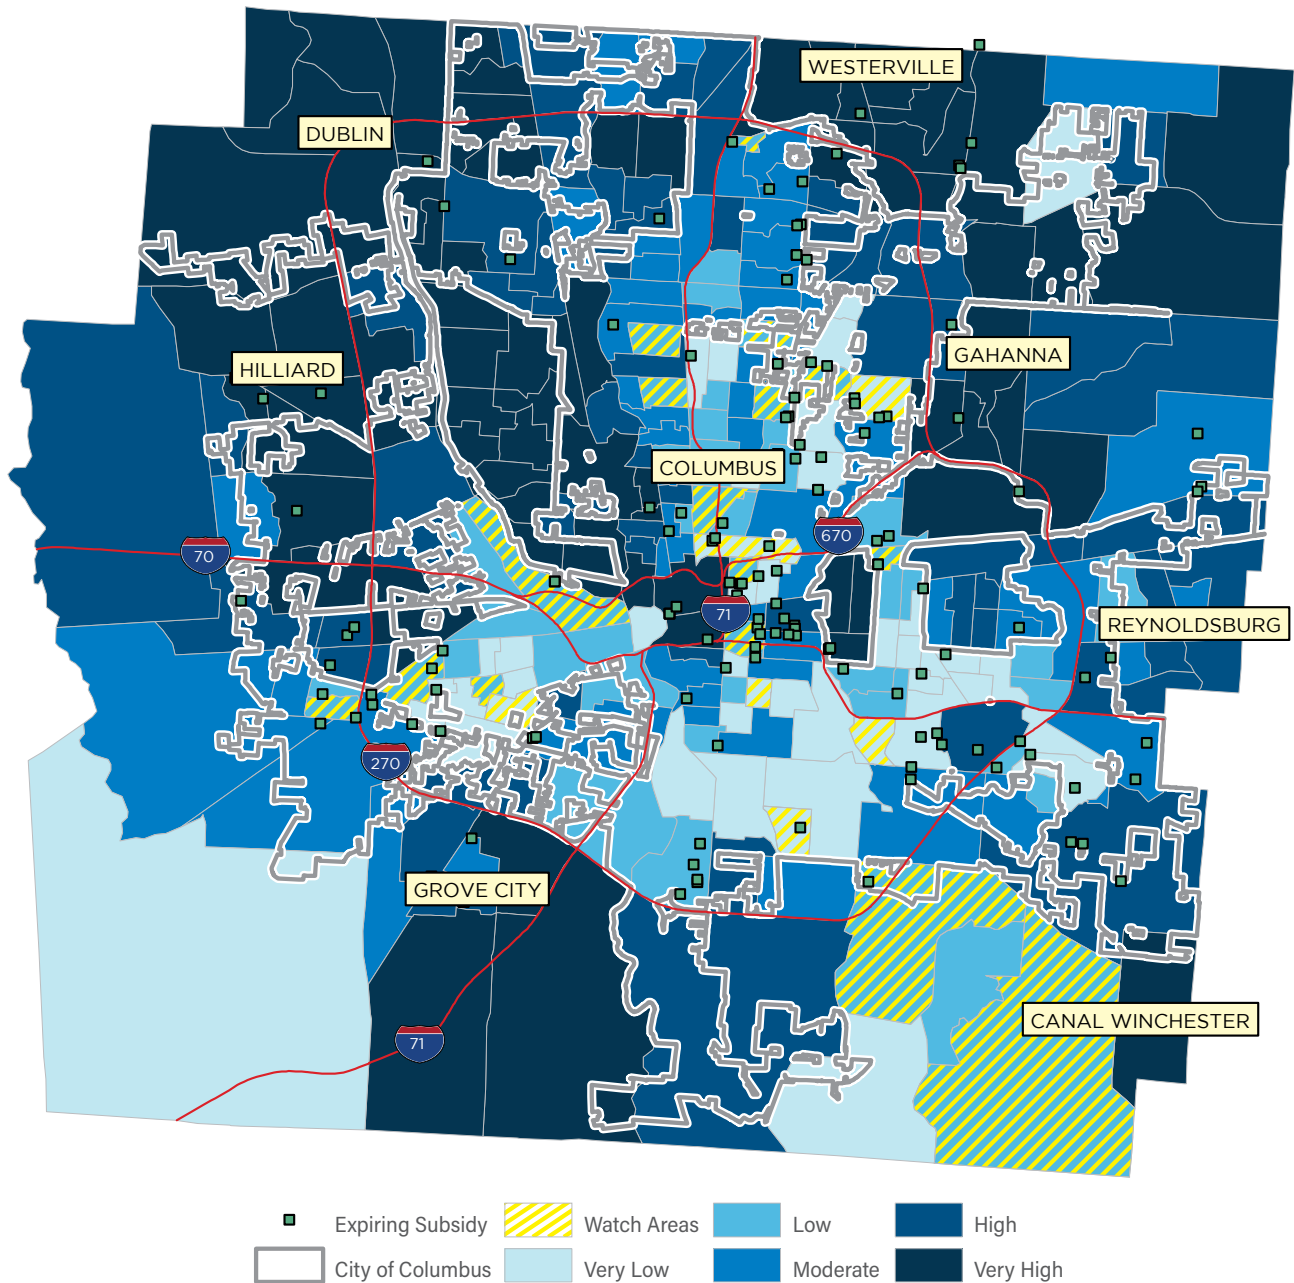 WESTERVILLE
DUBLIN
GAHANNA
HILLIARD
COLUMBUS
670
70
71
REYNOLDSBURG
270
GROVE CITY
CANAL WINCHESTER
71
Expiring Subsidy
Watch Areas
Low
High
City of Columbus
Very Low
Moderate
Very High